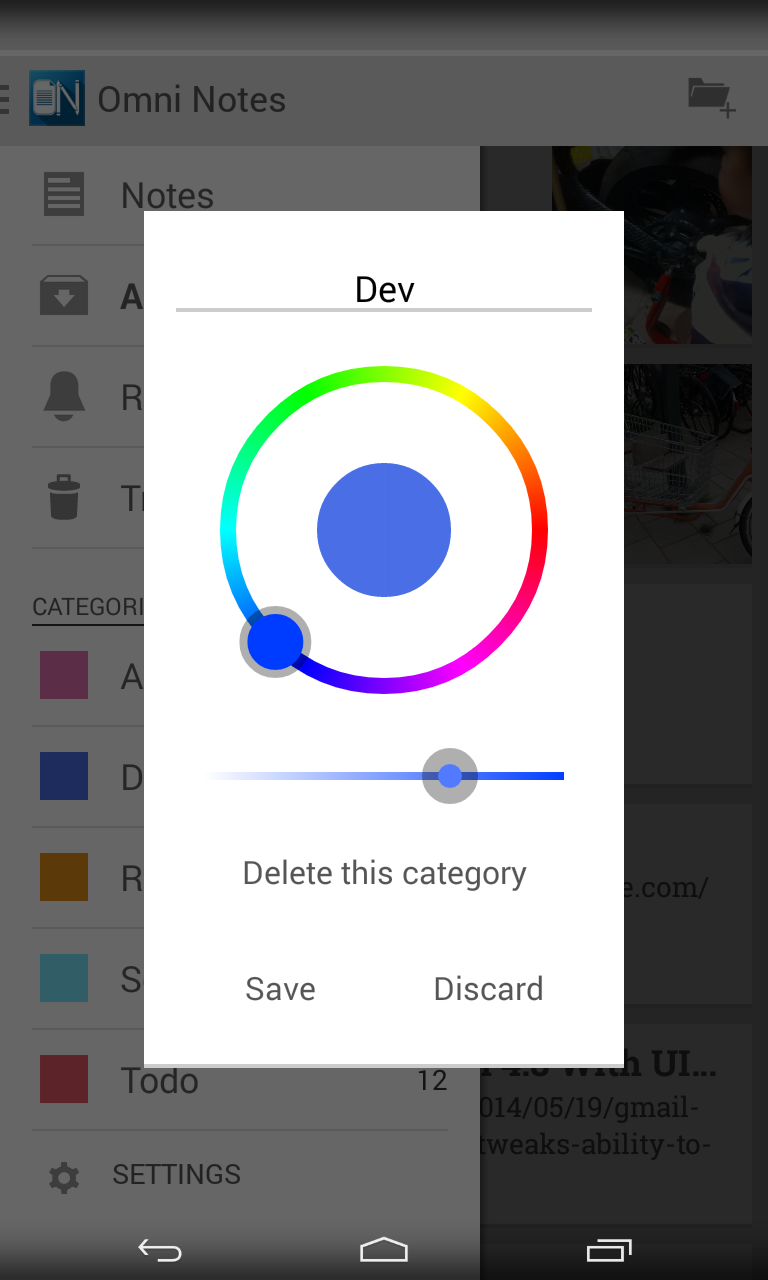 Omni Notes
Notes
A
R
Tr
CATEGORI
A
D
R
S
Todo
12
SETTINGS
Dev
Delete this category
Save
Discard
e.com/
4.8 With UI...
014/05/19/gmail-
tweaks-ability-to-